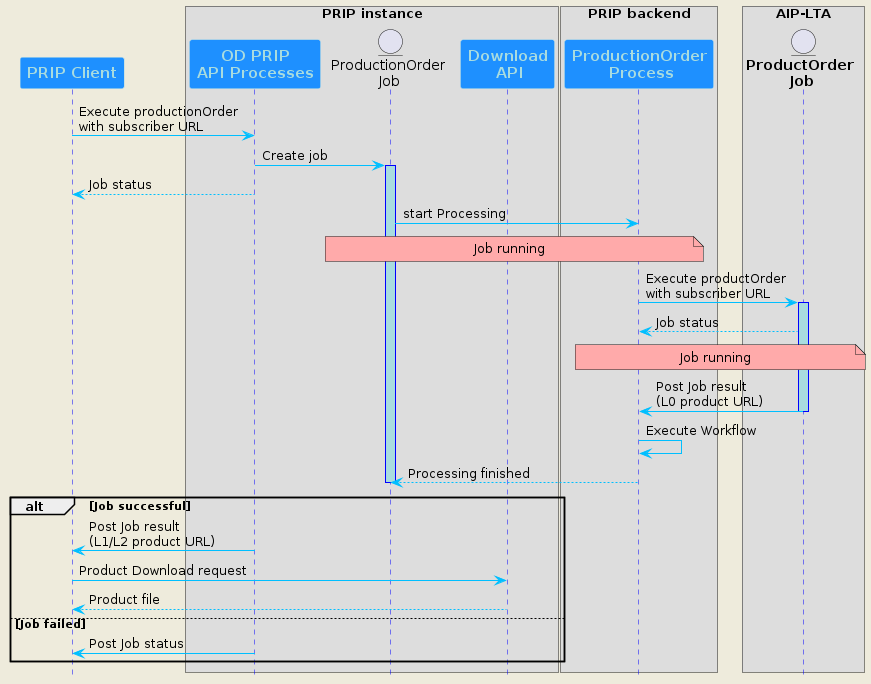 PRIP instance
PRIP backend
AIP-LTA
PRIP Client
OD PRIP
API Processes
ProductionOrder
Job
Download
API
ProductionOrder
Process
ProductOrder
Job
Execute productionOrder
with subscriber URL
Create job
Job status
start Processing
Job running
Execute productOrder
with subscriber URL
Job status
Job running
Post Job result
(L0 product URL)
Execute Workflow
Processing finished
alt
[Job successful]
Post Job result
(L1/L2 product URL)
Product Download request
Product file
[Job failed]
Post Job status